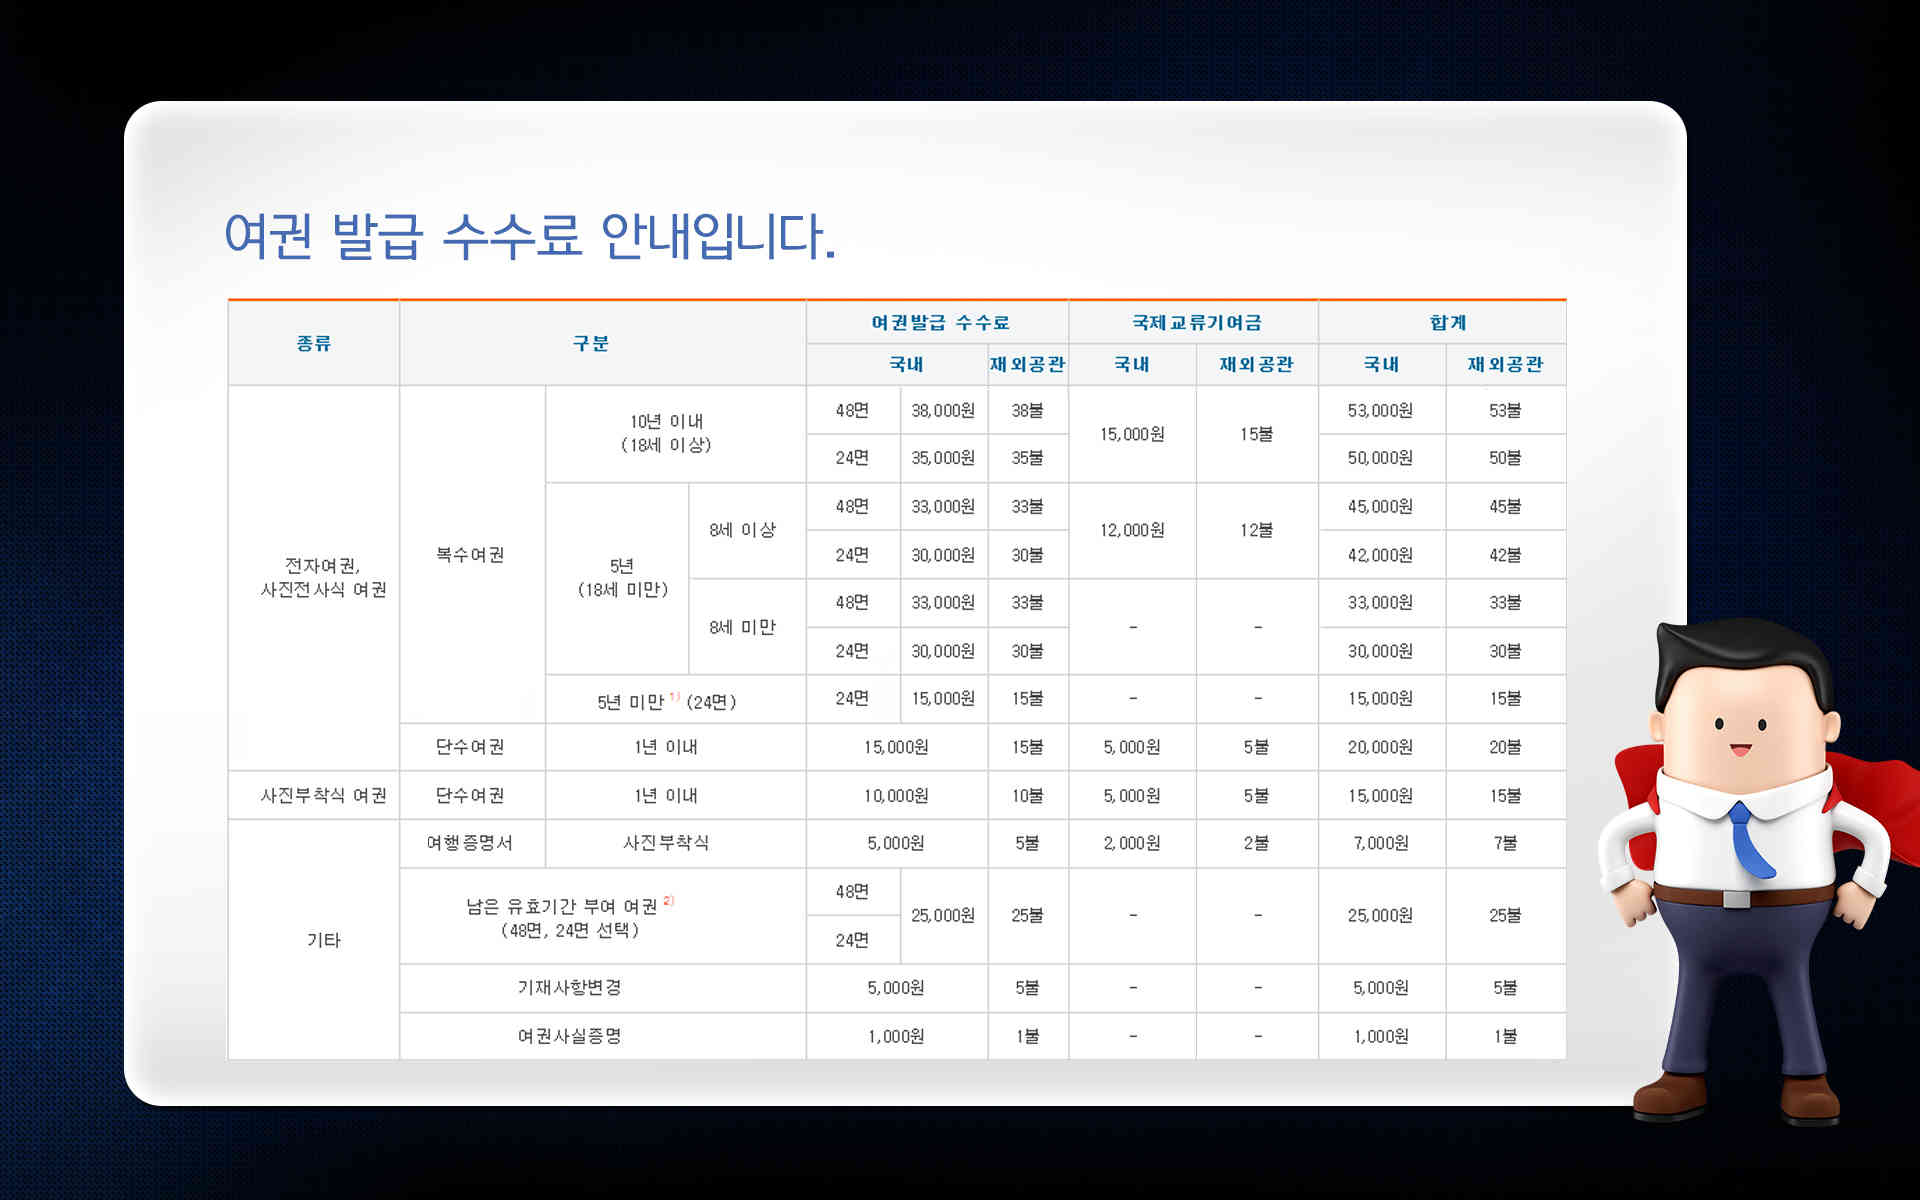 여권 발급 수수료 안내입니다.
종류 구분 여권발급 수수료 국제교류기여금 합계
국내 재외공관 국내 재외공관 국내 재외공관
전자여권,
사진전사식 여권
복수여권
10년 이내
(18세 이상)
48면 38,000원 38불 15,000원 15불 53,000원 53불
24면 35,000원 35불 50,000원 50불
5년
(18세 미만)
8세 이상
48면 33,000원 33불 12,000원 12불 45,000원 45불
24면 30,000원 30불 42,000원 42불
8세 미만
48면 33,000원 33불 - - 33,000원 33불
24면 30,000원 30불 30,000원 30불
5년 미만 1) (24면) 24면 15,000원 15불 - - 15,000원 15불
단수여권 1년 이내 15,000원 15불 5,000원 5불 20,000원 20불
사진부착식 여권 단수여권 1년 이내 10,000원 10불 5,000원 5불 15,000원 15불
기타
여행증명서 사진부착식 5,000원 5불 2,000원 2불 7,000원 7불
남은 유효기간 부여 여권 2)
(48면, 24면 선택)
48면
24면
25,000원 25불 - - 25,000원 25불
기재사항변경 5,000원 5불 - - 5,000원 5불
여권사실증명 1,000원 1불 - - 1,000원 1불